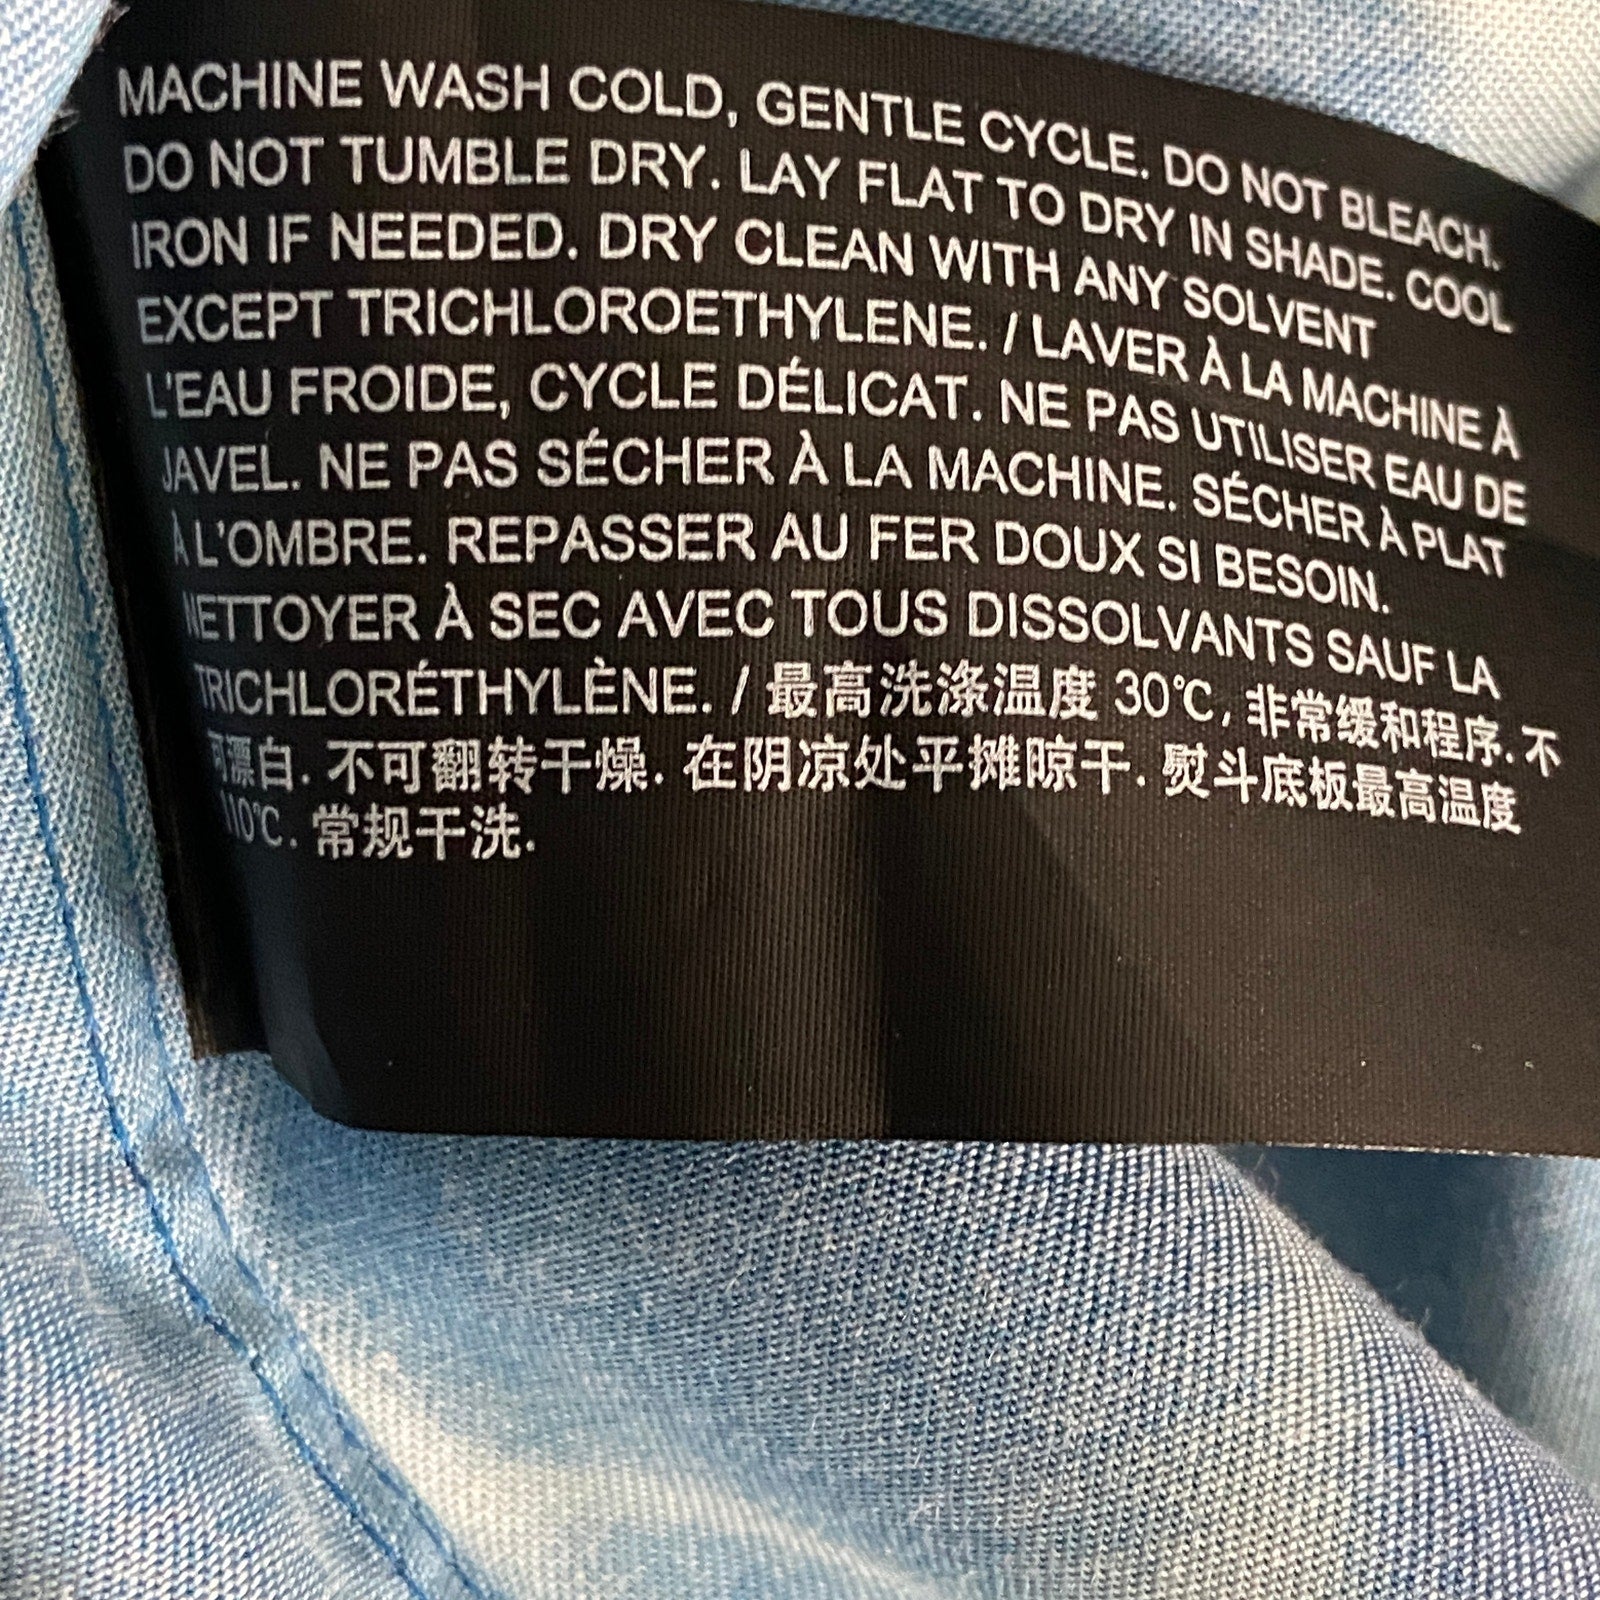 MACHINE WASH COLD, GENTLE CYCLE. DO NOT BLEACH.
DO NOT TUMBLE DRY. LAY FLAT TO DRY IN SHADE. COOL
IRON IF NEEDED. DRY CLEAN WITH ANY SOLVENT
EXCEPT TRICHLOROETHYLENE. / LAVER À LA MACHINE À
L'EAU FROIDE, CYCLE DÉLICAT. NE PAS UTILISER EAU DE
JAVEL. NE PAS SÉCHER À LA MACHINE. SÉCHER À PLAT
À L'OMBRE. REPASSER AU FER DOUX SI BESOIN.
NETTOYER À SEC AVEC TOUS DISSOLVANTS SAUF LA
TRICHLORÉTHYLÈNE. / 最高洗涤温度 30℃, 非常缓和程序. 不
可漂白. 不可翻转干燥. 在阴凉处平摊晾干. 熨斗底板最高温度
110℃. 常规干洗.